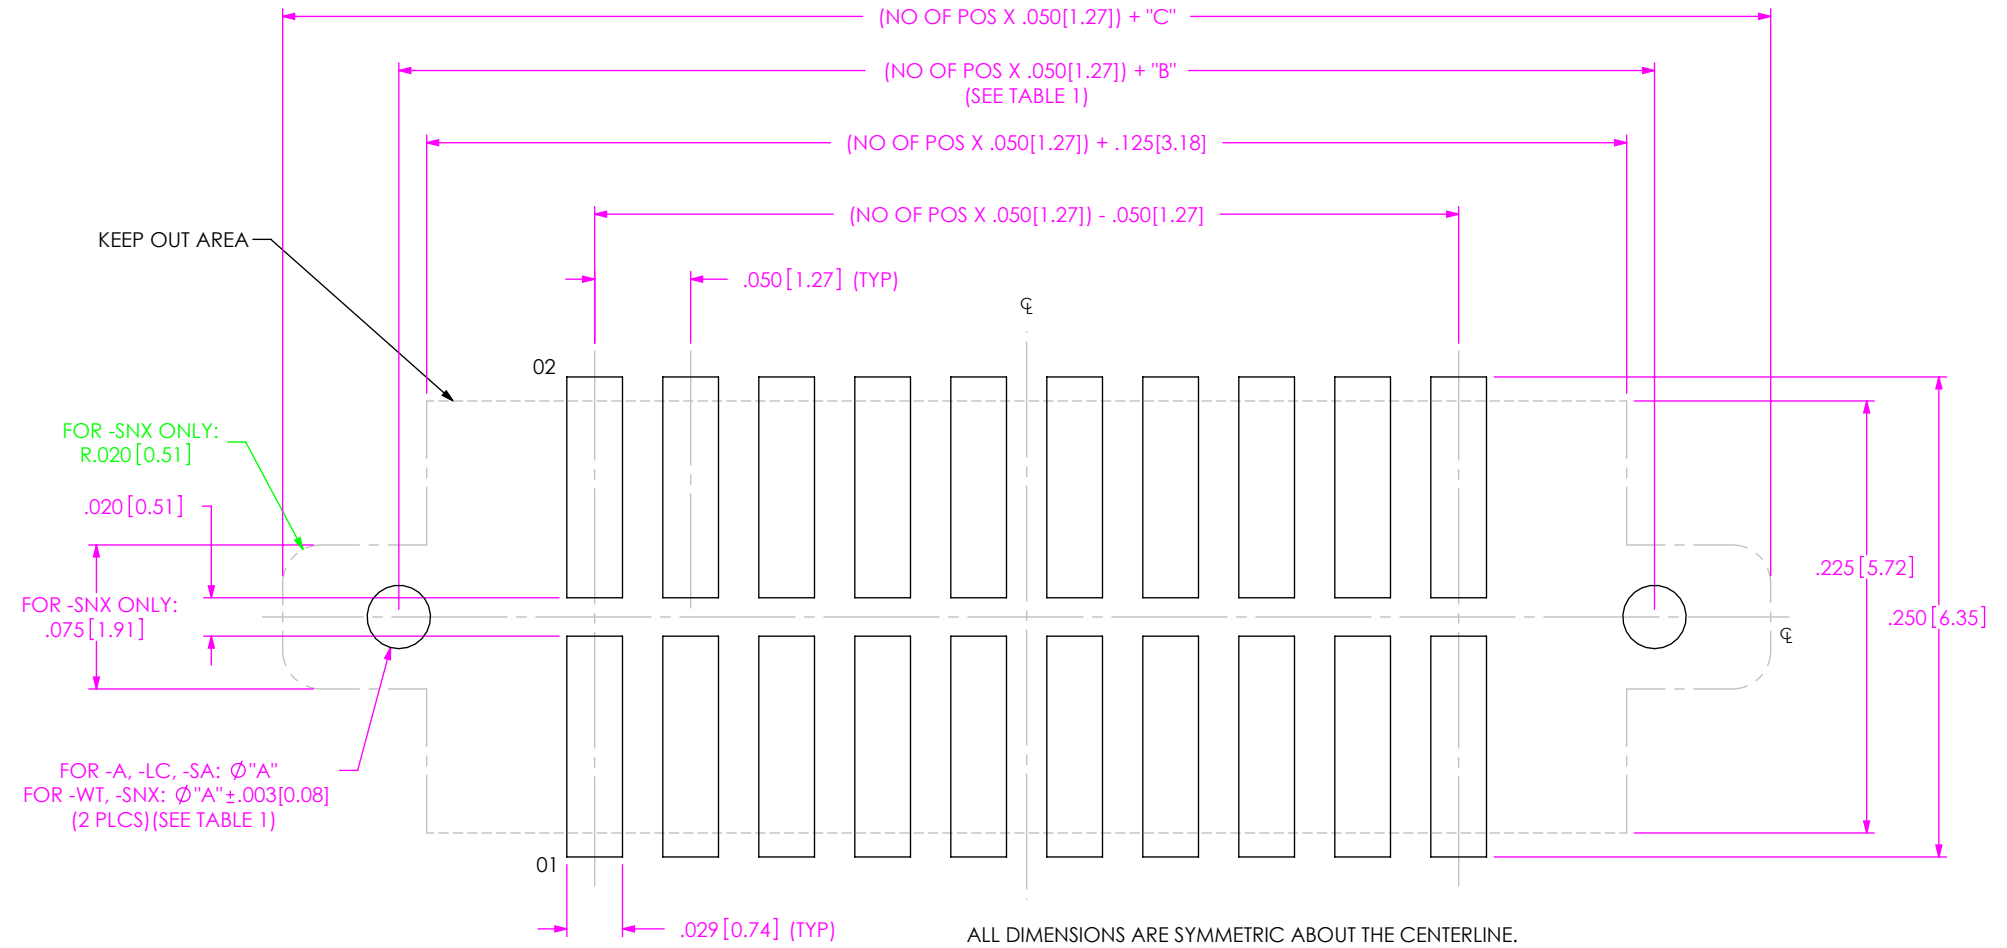 (NO OF POS X .050[1.27]) + "C"
(NO OF POS X .050[1.27]) + "B"
(SEE TABLE 1)
(NO OF POS X .050[1.27]) + .125[3.18]
(NO OF POS X .050[1.27]) - .050[1.27]
KEEP OUT AREA
.050[1.27] (TYP)
℄
02
FOR -SNX ONLY:
R.020[0.51]
.020[0.51]
.225[5.72]
FOR -SNX ONLY:
.075[1.91]
.250[6.35]
℄
FOR -A, -LC, -SA: Ø"A"
FOR -WT, -SNX: Ø"A"±.003[0.08]
(2 PLCS)(SEE TABLE 1)
01
.029[0.74] (TYP)
ALL DIMENSIONS ARE SYMMETRIC ABOUT THE CENTERLINE.